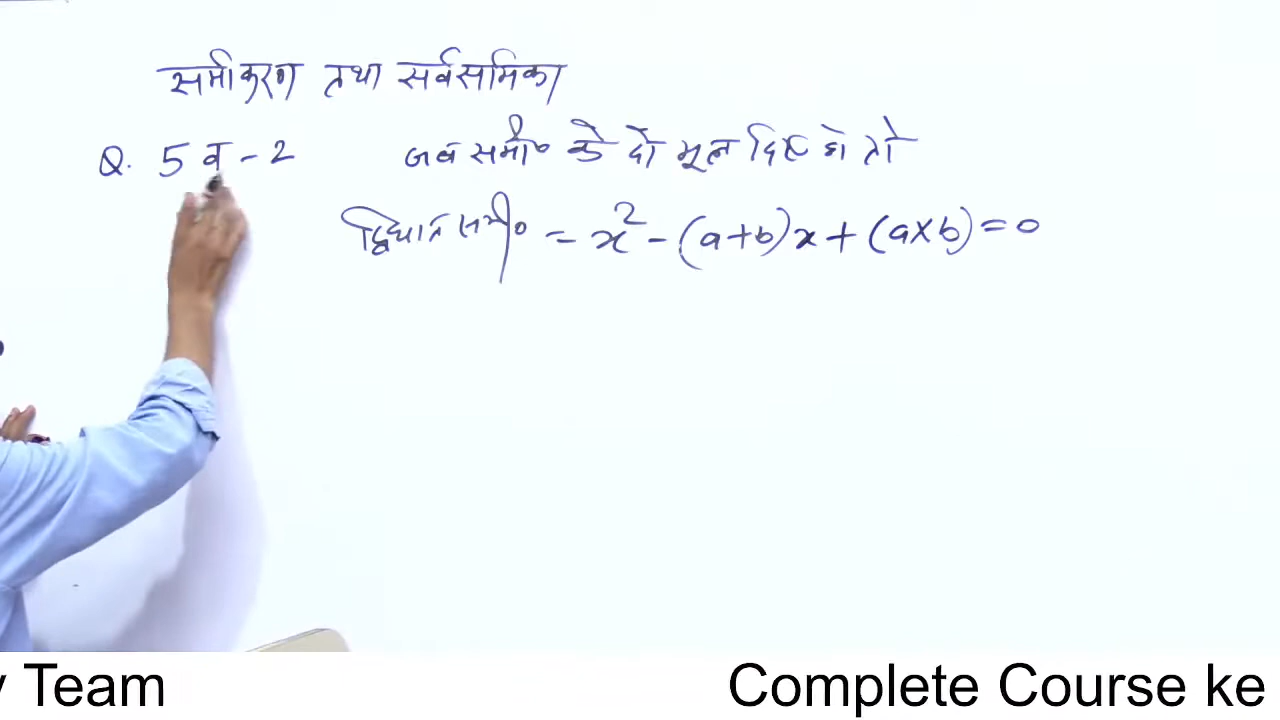 समीकरण तथा सर्वसमिका
Q. 5 व - 2 जब समी० के दो मूल दिए हो तो
द्विघात समी० = x² - (a+b)x + (a×b) = 0
y Team Complete Course ke